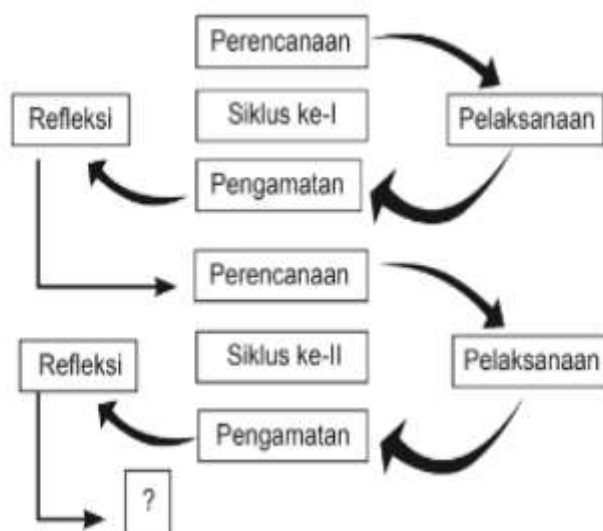 Perencanaan
Refleksi
Siklus ke-I
Pelaksanaan
Pengamatan
Perencanaan
Refleksi
Siklus ke-II
Pelaksanaan
Pengamatan
?